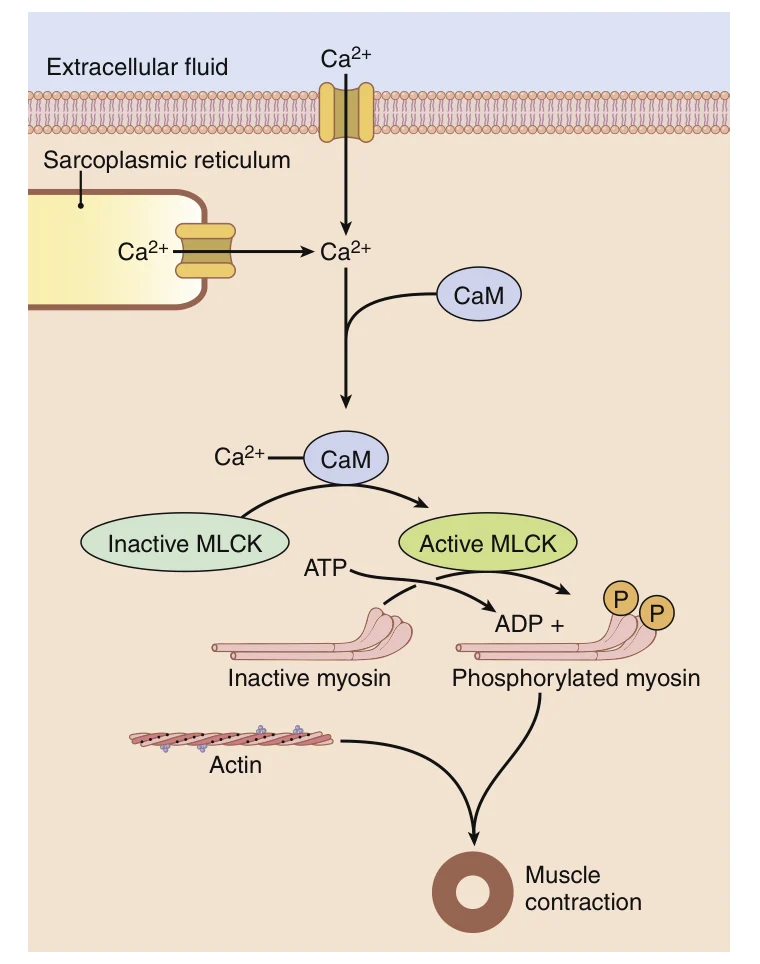 Ca²⁺
Extracellular fluid
Sarcoplasmic reticulum
Ca²⁺
Ca²⁺
CaM
Ca²⁺
CaM
Inactive MLCK
Active MLCK
ATP
P
P
ADP +
Inactive myosin
Phosphorylated myosin
Actin
Muscle
contraction